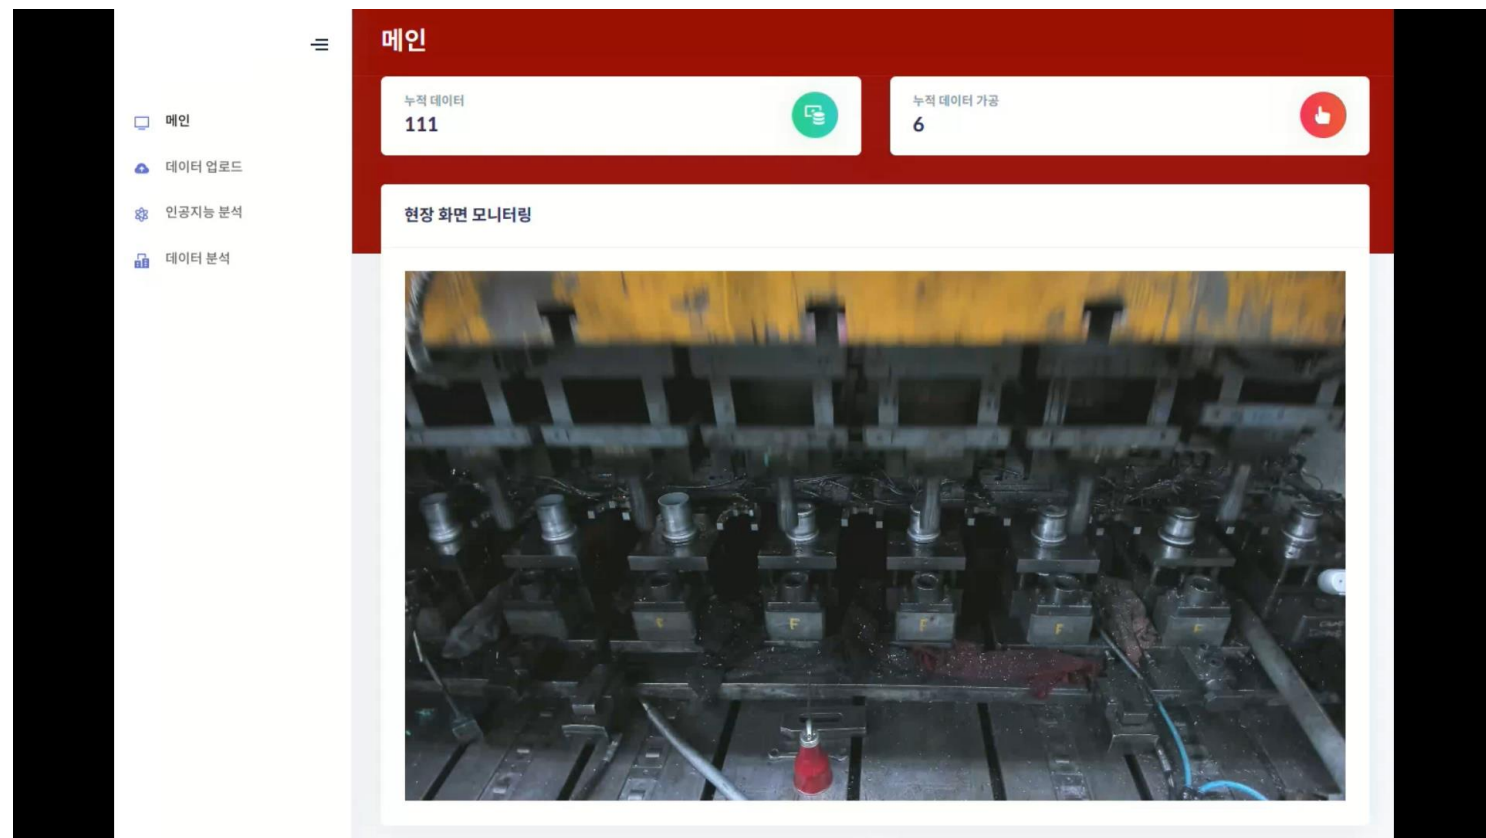 메인
메인
데이터 업로드
인공지능 분석
데이터 분석
누적 데이터
111
누적 데이터 가공
6
현장 화면 모니터링
F
F
F
F